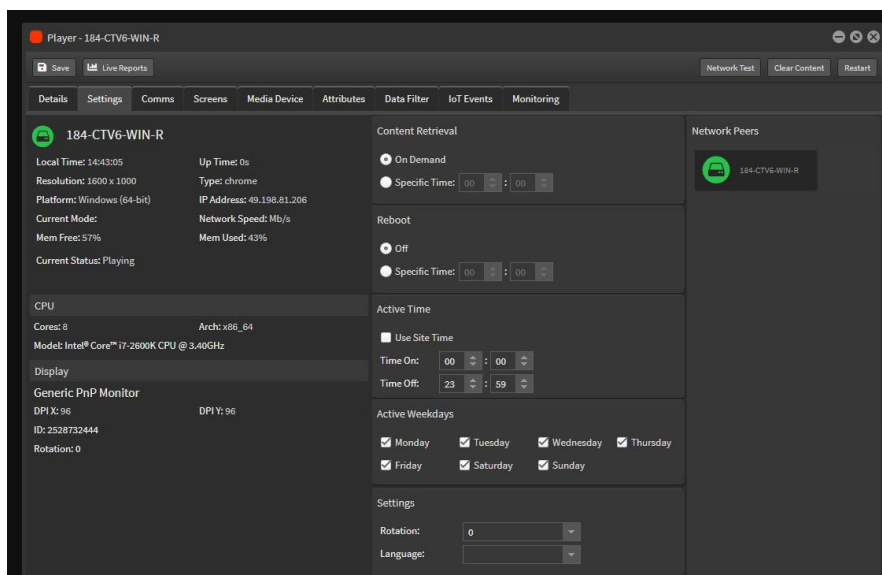 Player - 184-CTV6-WIN-R
Save Live Reports Network Test Clear Content Restart
Details Settings Comms Screens Media Device Attributes Data Filter IoT Events Monitoring
184-CTV6-WIN-R
Local Time: 14:43:05 Up Time: 0s
Resolution: 1600 x 1000 Type: chrome
Platform: Windows (64-bit) IP Address: 49.198.81.206
Current Mode: Network Speed: Mb/s
Mem Free: 57% Mem Used: 43%
Current Status: Playing
CPU
Cores: 8 Arch: x86_64
Model: Intel® Core™ i7-2600K CPU @ 3.40GHz
Display
Generic PnP Monitor
DPI X: 96 DPI Y: 96
ID: 2528732444
Rotation: 0
Content Retrieval
On Demand
Specific Time: 00 : 00
Reboot
Off
Specific Time: 00 : 00
Active Time
Use Site Time
Time On: 00 : 00
Time Off: 23 : 59
Active Weekdays
Monday Tuesday Wednesday Thursday
Friday Saturday Sunday
Settings
Rotation: 0
Language:
Network Peers
184-CTV6-WIN-R